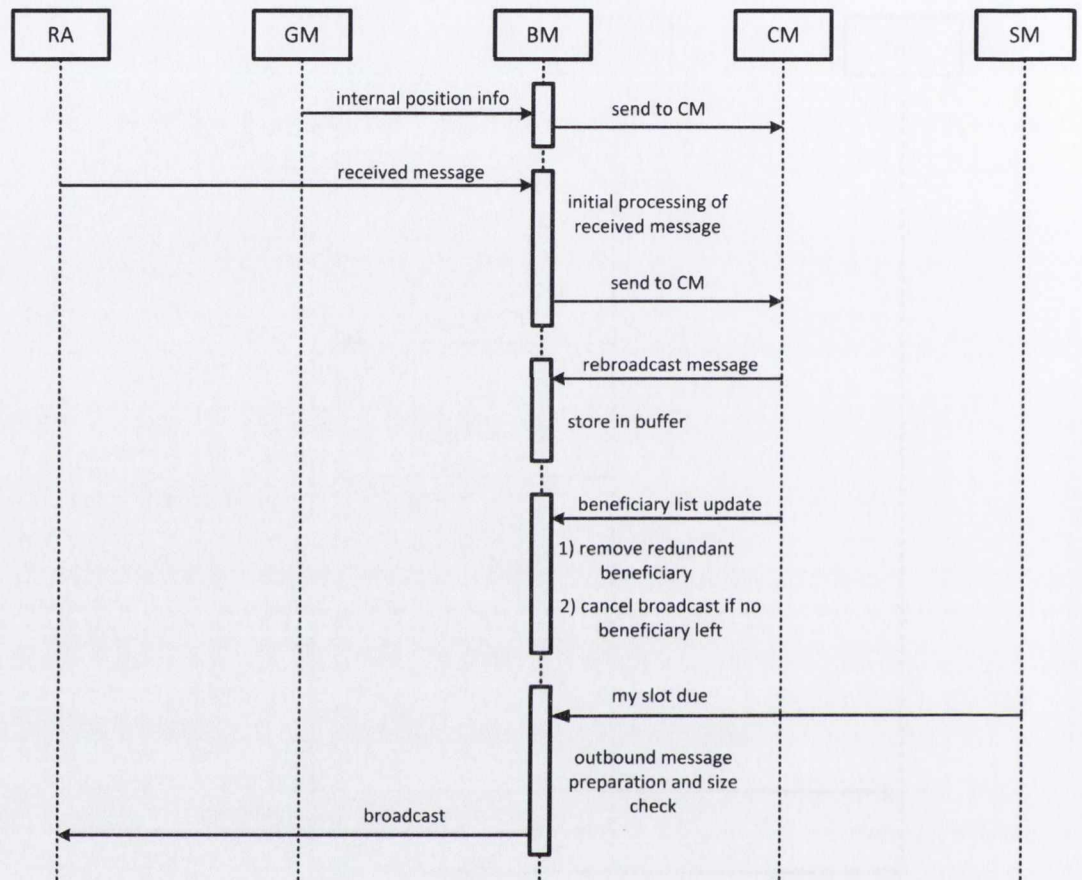 RA
GM
BM
CM
SM
internal position info
send to CM
received message
initial processing of
received message
send to CM
rebroadcast message
store in buffer
beneficiary list update
1) remove redundant
beneficiary
2) cancel broadcast if no
beneficiary left
my slot due
outbound message
preparation and size
check
broadcast